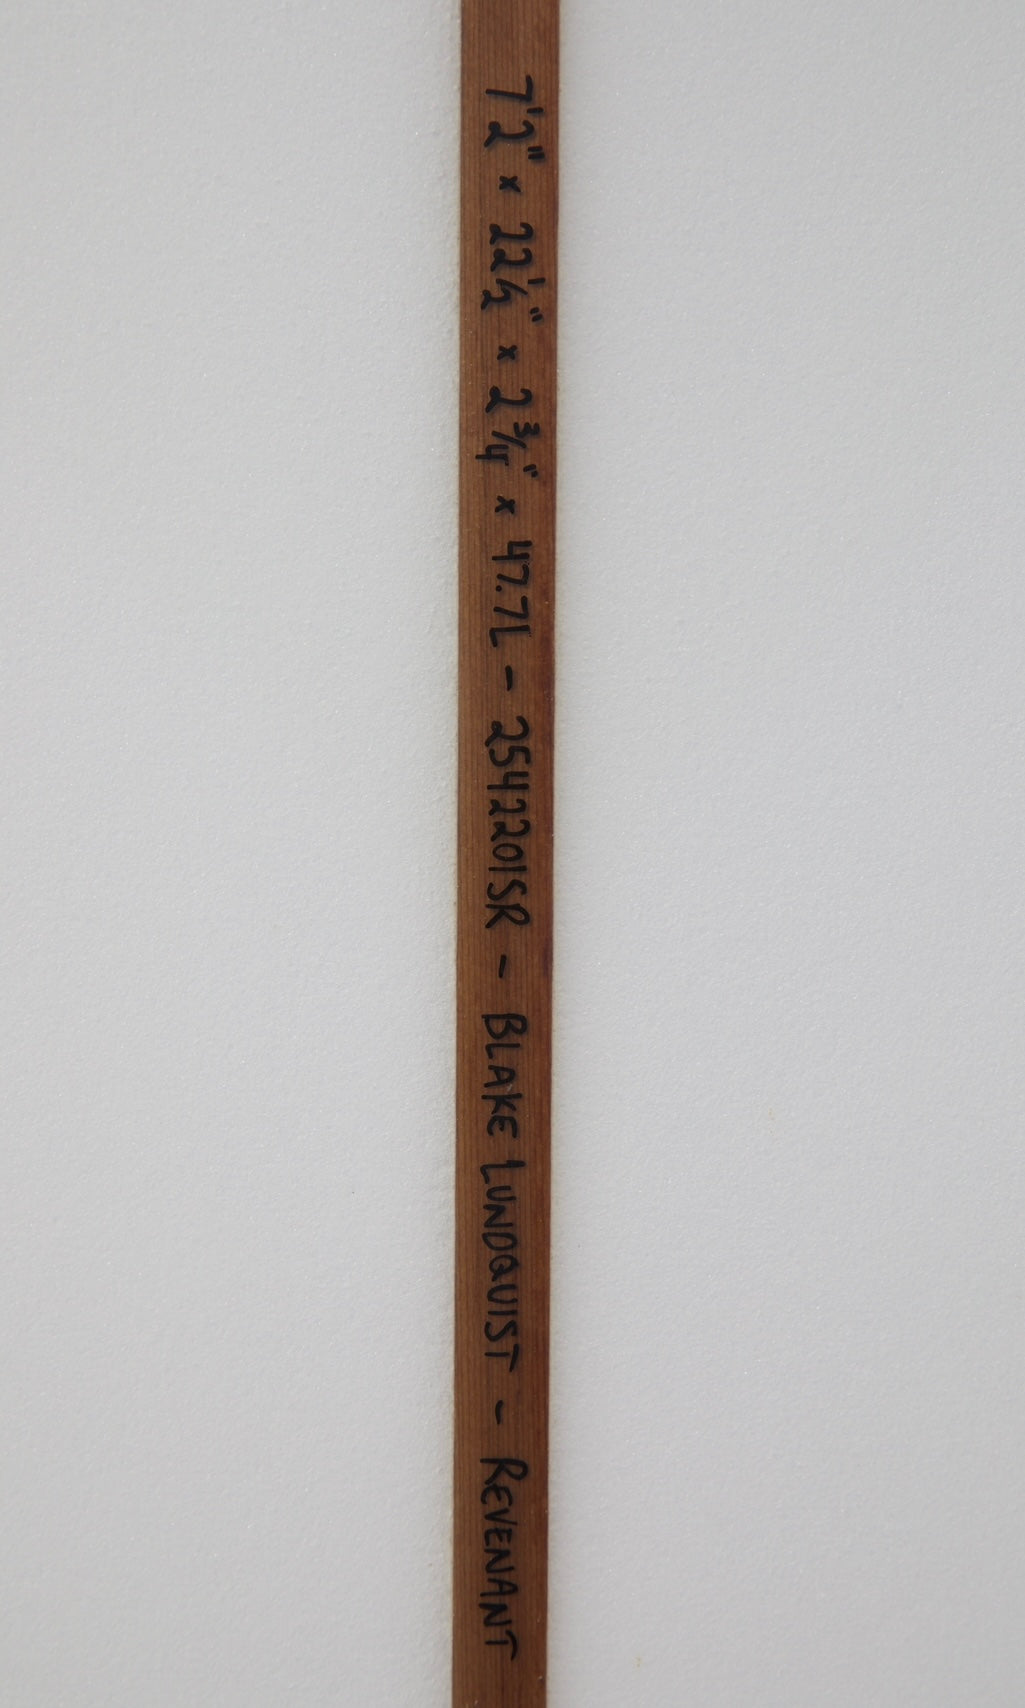 7'2" x 22½" x 2¾" x 47.7L - 2542201SR - BLAKE LUNDQUIST - REVENANT